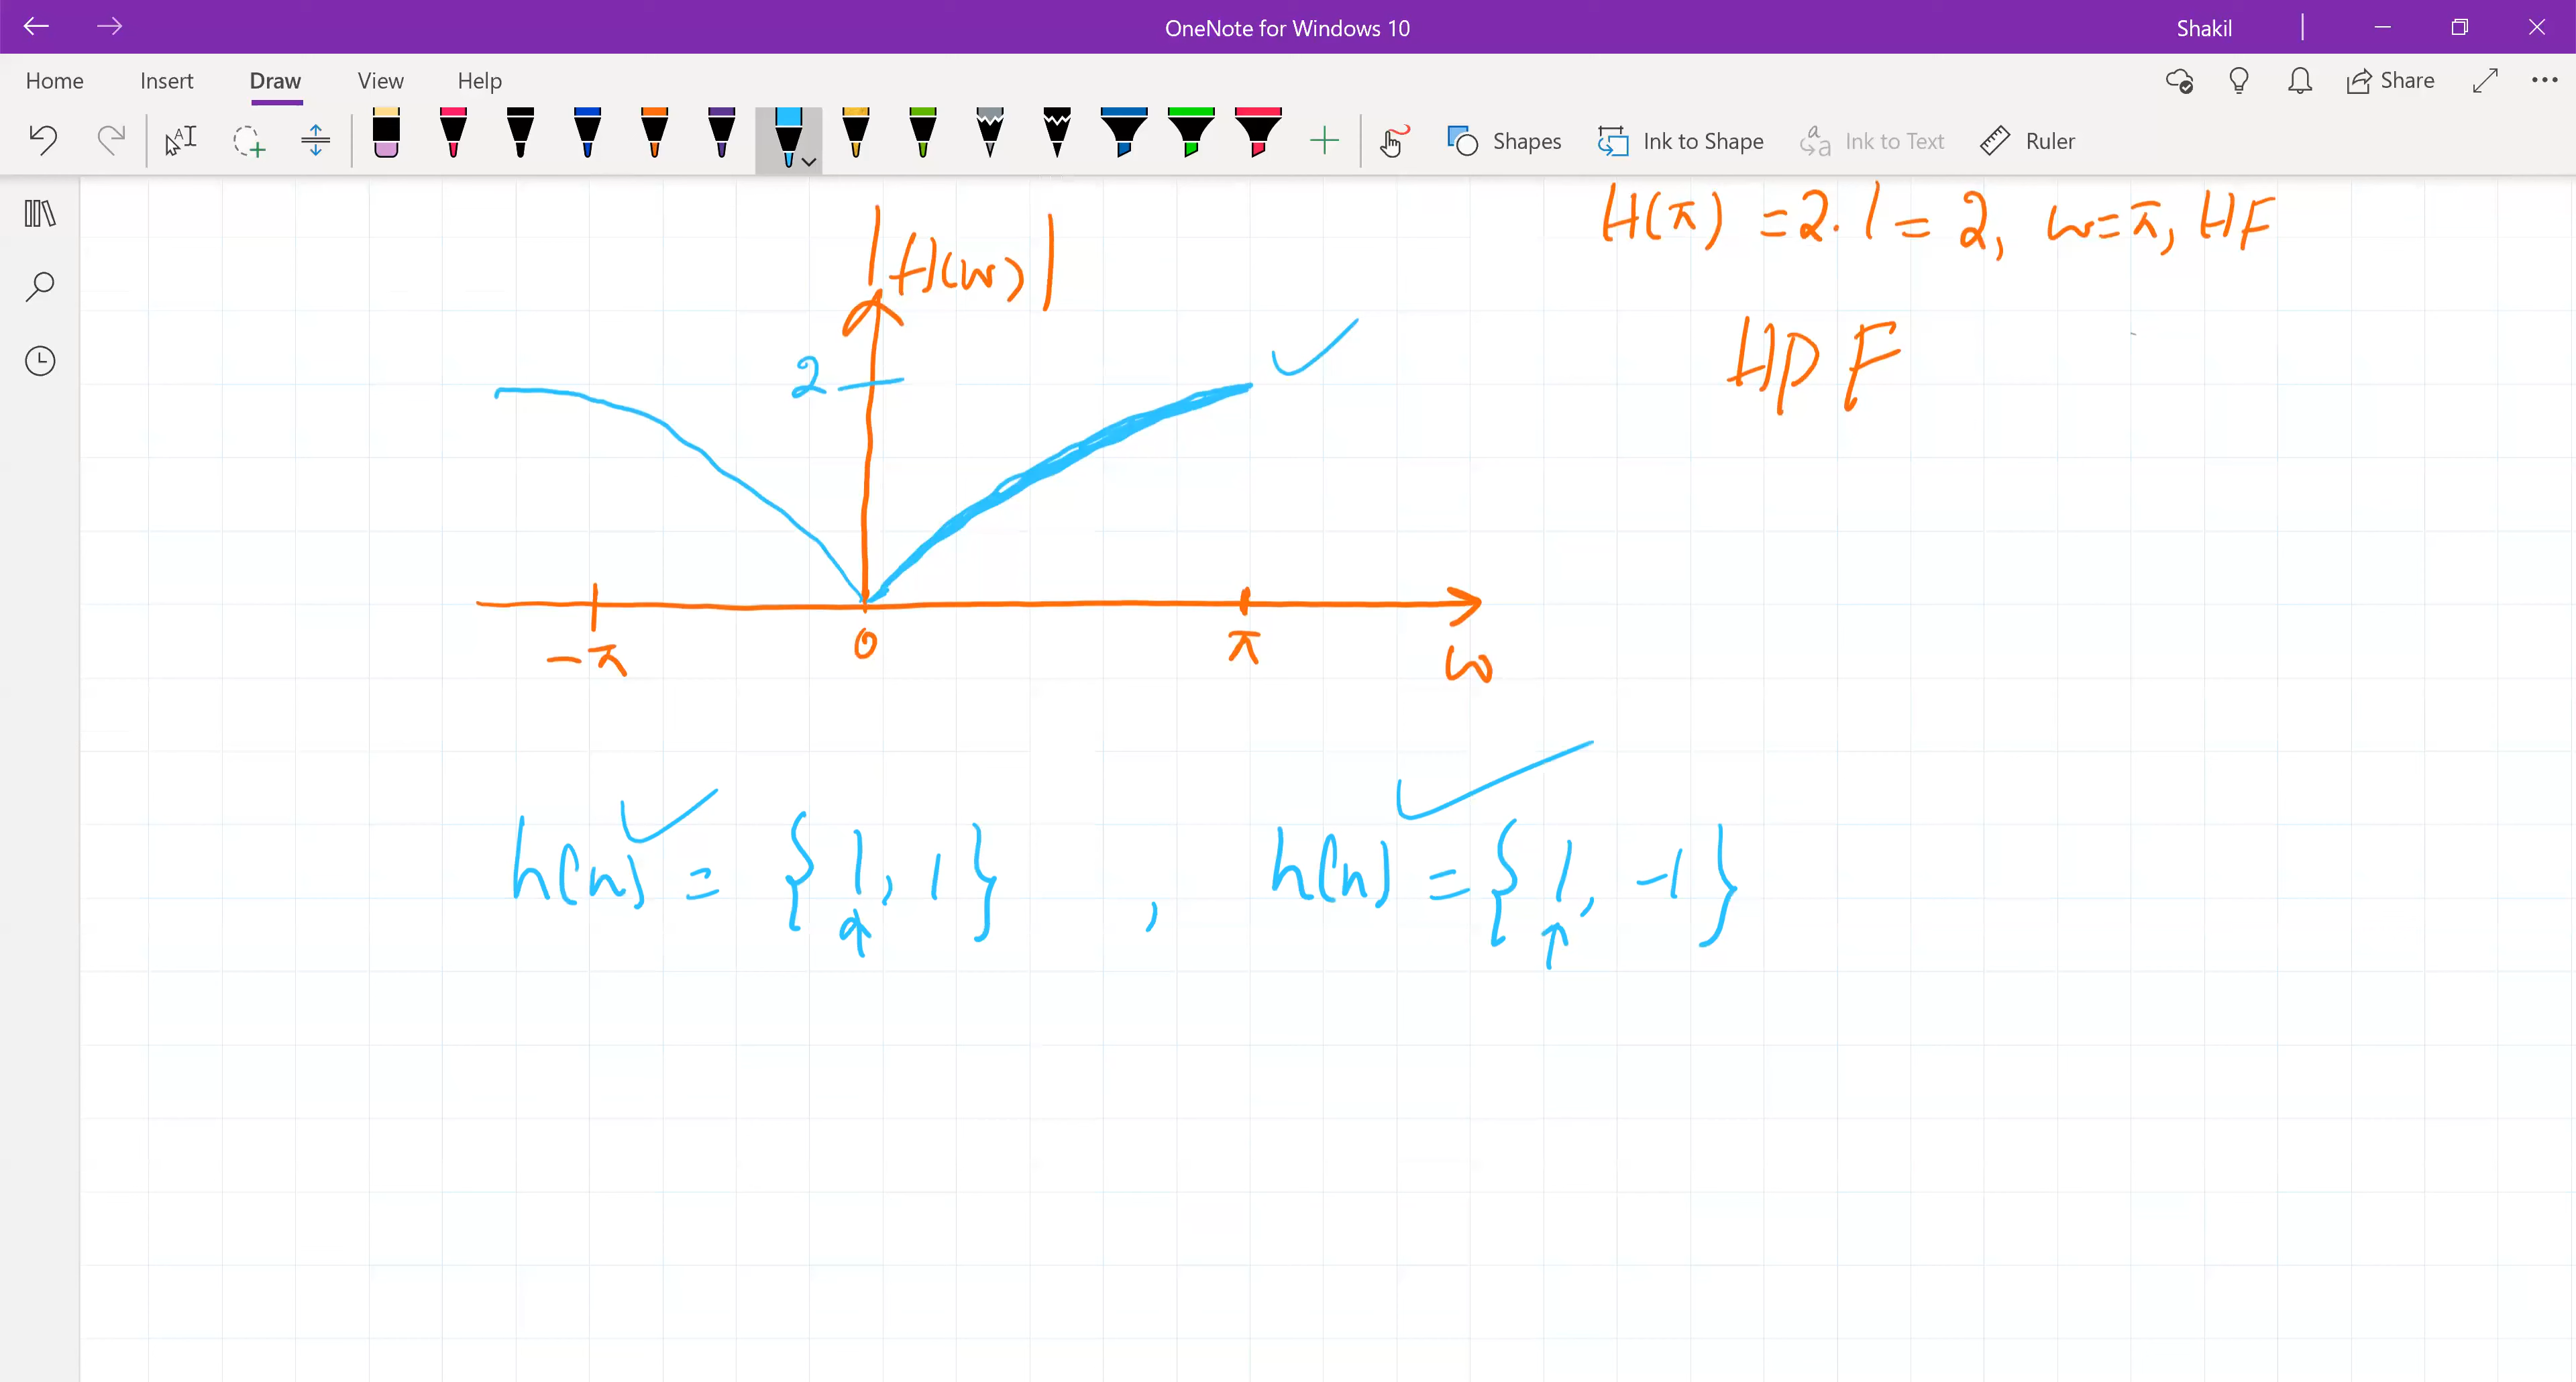 OneNote for Windows 10 Shakil
Home Insert Draw View Help Share
Shapes Ink to Shape Ink to Text Ruler
H(π) = 2. 1 = 2, w=π, HF
|H(w)|
HPF
2
-π 0 π w
h(n) = {1, 1} , h(n) = {1, -1}
↑ ↑